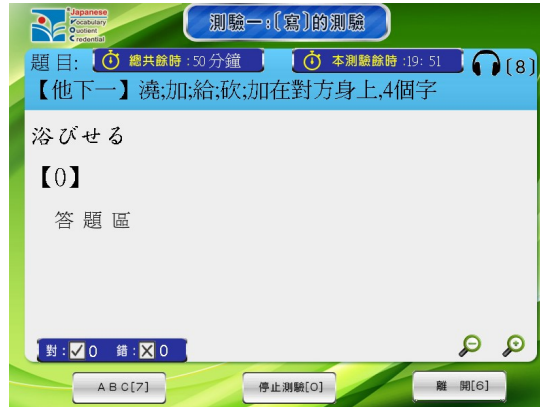 Japanese
Vocabulary
Quotient
Credential
測驗一:〔寫〕的測驗
題 目: 總共餘時 :50分鐘 本測驗餘時 :19: 51 (8)
【他下一】澆;加;給;砍;加在對方身上,4個字
浴びせる
【0】
答 題 區
對: 0 錯: 0
A B C[7] 停止測驗[0] 離 開[6]